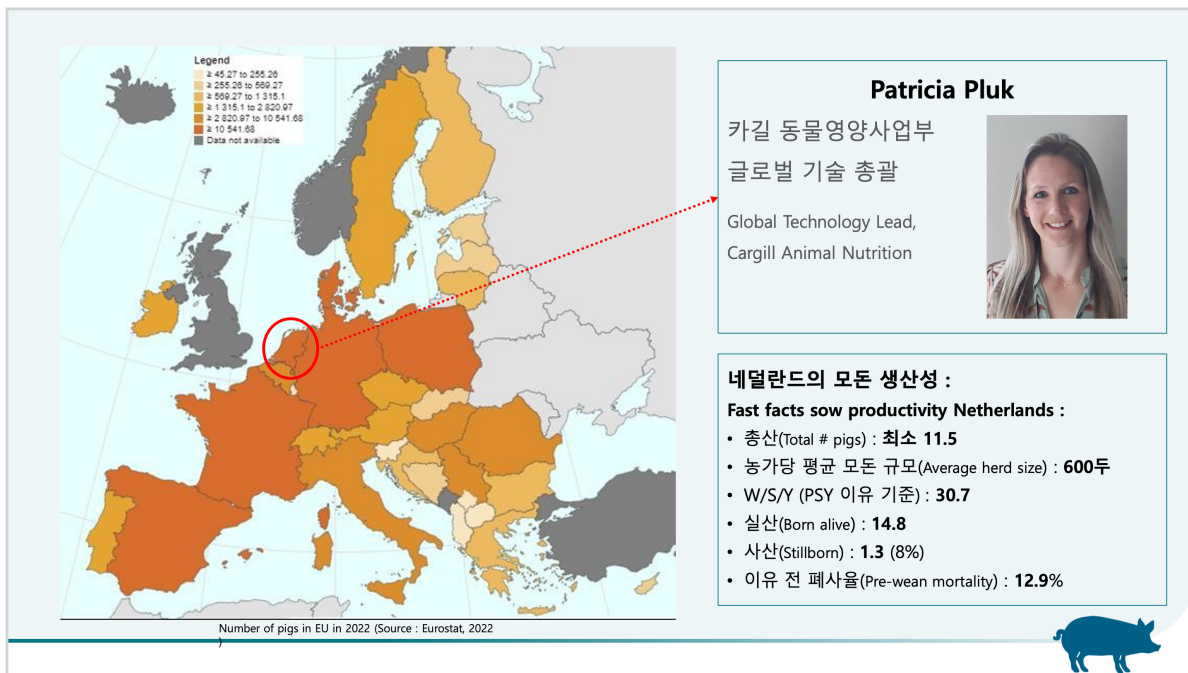 Legend
≥ 45.27 to 255.26
≥ 255.26 to 569.27
≥ 569.27 to 1 315.1
≥ 1 315.1 to 2 820.97
≥ 2 820.97 to 10 541.68
≥ 10 541.68
Data not available
Number of pigs in EU in 2022 (Source : Eurostat, 2022
)
Patricia Pluk
카길 동물영양사업부
글로벌 기술 총괄
Global Technology Lead,
Cargill Animal Nutrition
네덜란드의 모돈 생산성 :
Fast facts sow productivity Netherlands :
• 총산(Total # pigs) : 최소 11.5
• 농가당 평균 모돈 규모(Average herd size) : 600두
• W/S/Y (PSY 이유 기준) : 30.7
• 실산(Born alive) : 14.8
• 사산(Stillborn) : 1.3 (8%)
• 이유 전 폐사율(Pre-wean mortality) : 12.9%